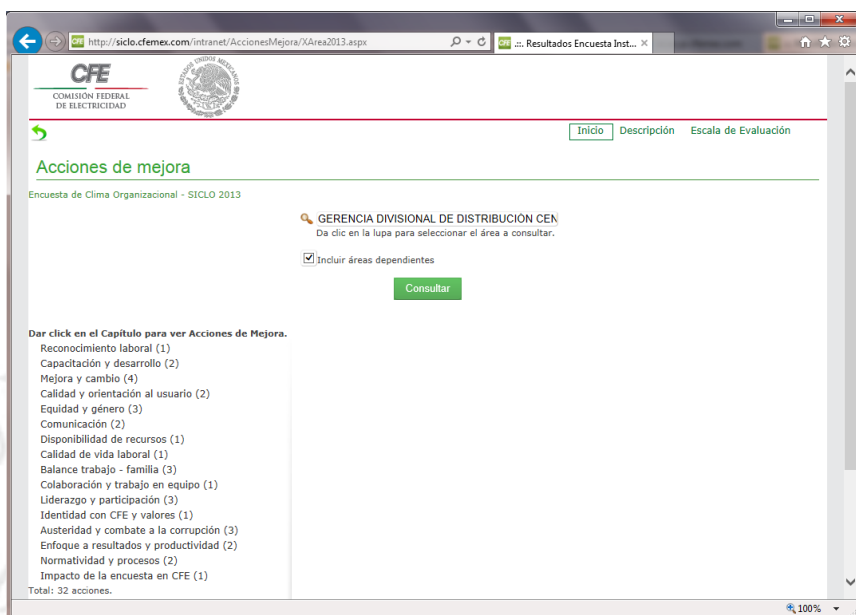 http://siclo.cfemex.com/intranet/AccionesMejora/XArea2013.aspx
.::. Resultados Encuesta Inst...
CFE
COMISIÓN FEDERAL
DE ELECTRICIDAD
ESTADOS UNIDOS MEXICANOS
Inicio Descripción Escala de Evaluación
Acciones de mejora
Encuesta de Clima Organizacional - SICLO 2013
GERENCIA DIVISIONAL DE DISTRIBUCIÓN CEN
Da clic en la lupa para seleccionar el área a consultar.
Incluir áreas dependientes
Consultar
Dar click en el Capítulo para ver Acciones de Mejora.
Reconocimiento laboral (1)
Capacitación y desarrollo (2)
Mejora y cambio (4)
Calidad y orientación al usuario (2)
Equidad y género (3)
Comunicación (2)
Disponibilidad de recursos (1)
Calidad de vida laboral (1)
Balance trabajo - familia (3)
Colaboración y trabajo en equipo (1)
Liderazgo y participación (3)
Identidad con CFE y valores (1)
Austeridad y combate a la corrupción (3)
Enfoque a resultados y productividad (2)
Normatividad y procesos (2)
Impacto de la encuesta en CFE (1)
Total: 32 acciones.
100%